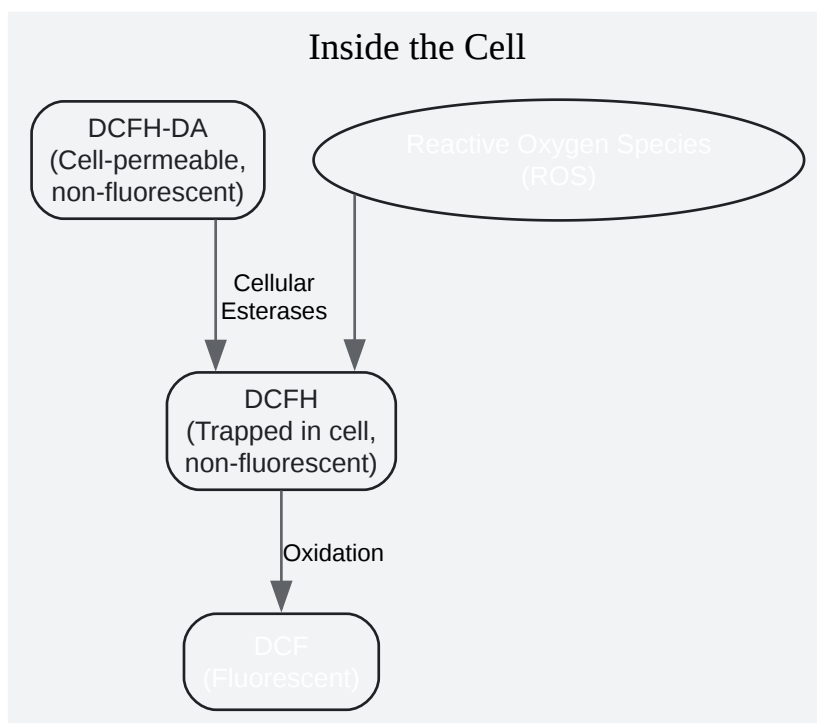 Inside the Cell
DCFH-DA
(Cell-permeable,
non-fluorescent)
Reactive Oxygen Species
(ROS)
Cellular
Esterases
DCFH
(Trapped in cell,
non-fluorescent)
Oxidation
DCF
(Fluorescent)